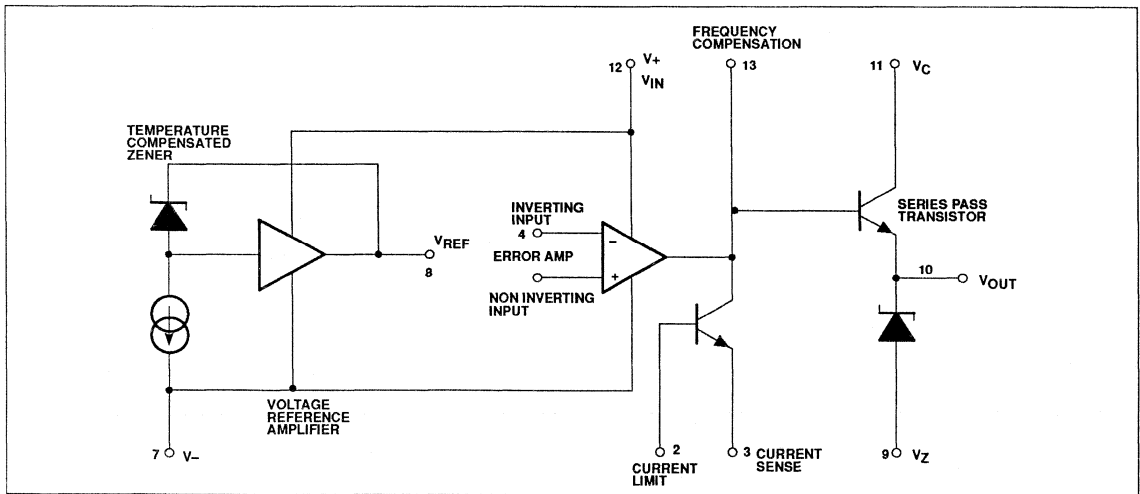 FREQUENCY
COMPENSATION
12
V+
VIN
13
11
VC
TEMPERATURE
COMPENSATED
ZENER
INVERTING
INPUT
4
SERIES PASS
TRANSISTOR
VREF
8
ERROR AMP
−
+
NON INVERTING
INPUT
10
VOUT
VOLTAGE
REFERENCE
AMPLIFIER
7
V–
2
CURRENT
LIMIT
3
CURRENT
SENSE
9
VZ